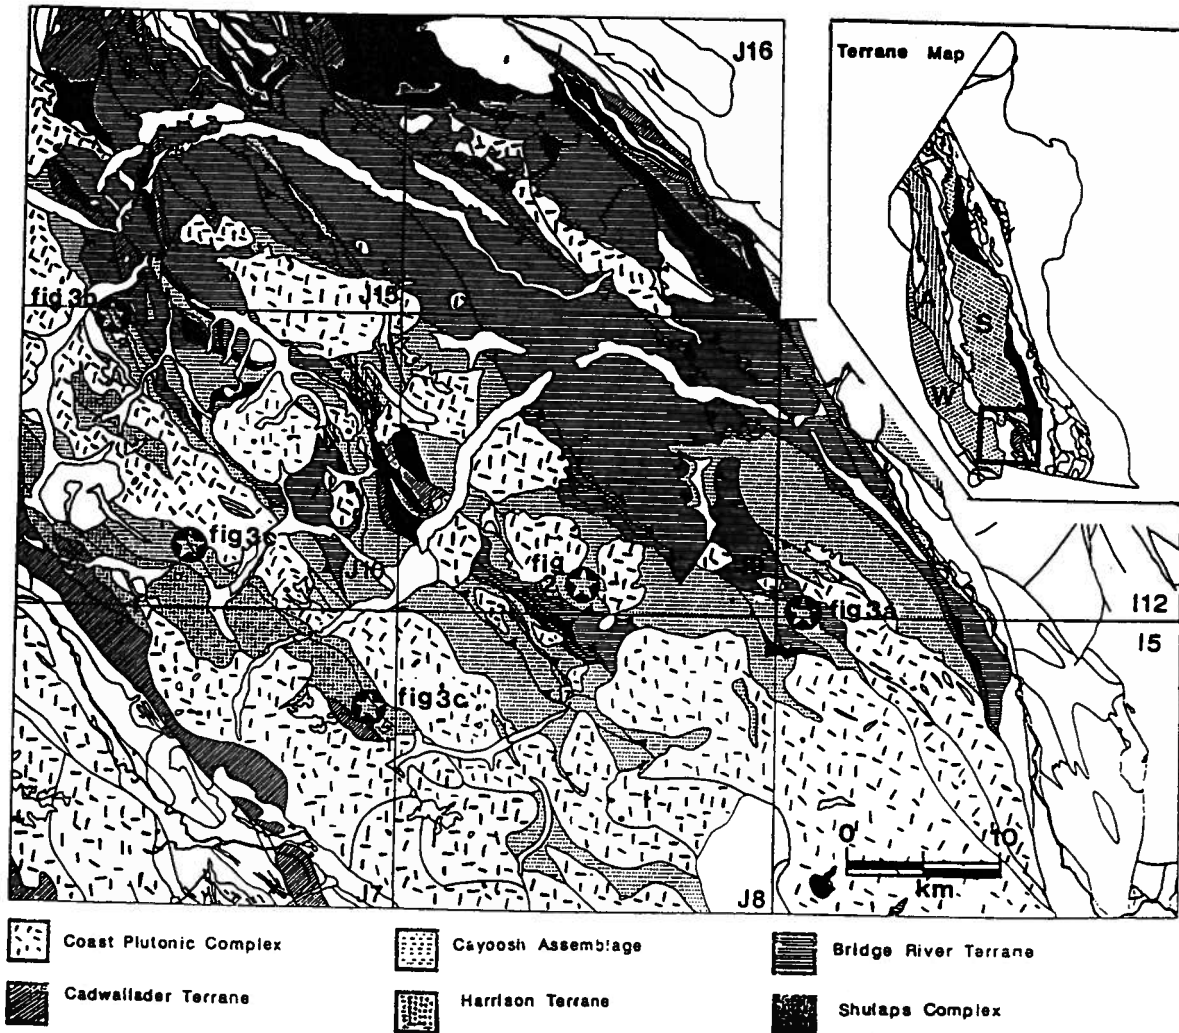 J16
Terrane Map
A
S
W
fig.3b
J15
fig3c
J10
fig
fig.3a
I12
I5
fig3c
0
10
km
J7
J8
Coast Plutonic Complex
Cayoosh Assemblage
Bridge River Terrane
Cadwallader Terrane
Harrison Terrane
Shulaps Complex